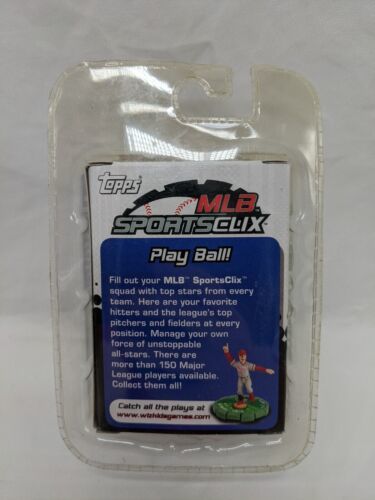 Topps
MLB
SPORTSCLIX
Play Ball!
Fill out your MLB™ SportsClix™
squad with top stars from every
team. Here are your favorite
hitters and the league's top
pitchers and fielders at every
position. Manage your own
force of unstoppable
all-stars. There are
more than 150 Major
League players available.
Collect them all!
Catch all the plays at
www.wizkidsgames.com